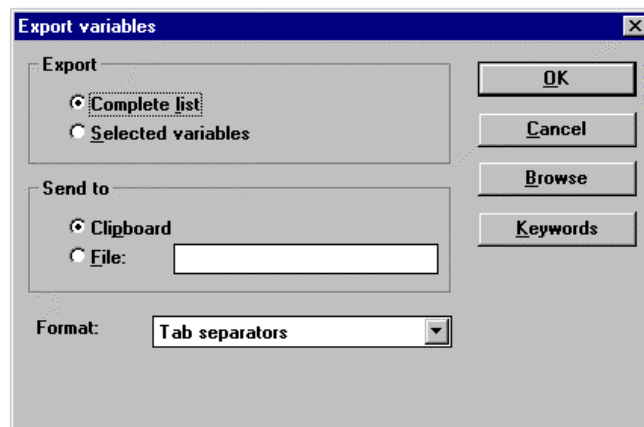 Export variables
Export
Complete list
Selected variables
OK
Cancel
Browse
Keywords
Send to
Clipboard
File:
Format:
Tab separators